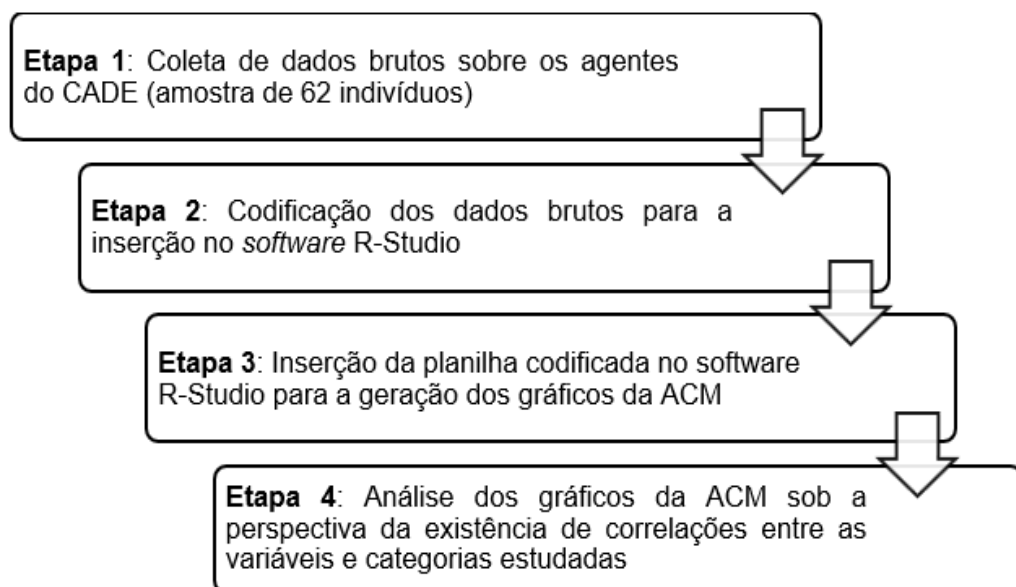 Etapa 1: Coleta de dados brutos sobre os agentes
do CADE (amostra de 62 indivíduos)
Etapa 2: Codificação dos dados brutos para a
inserção no software R-Studio
Etapa 3: Inserção da planilha codificada no software
R-Studio para a geração dos gráficos da ACM
Etapa 4: Análise dos gráficos da ACM sob a
perspectiva da existência de correlações entre as
variáveis e categorias estudadas